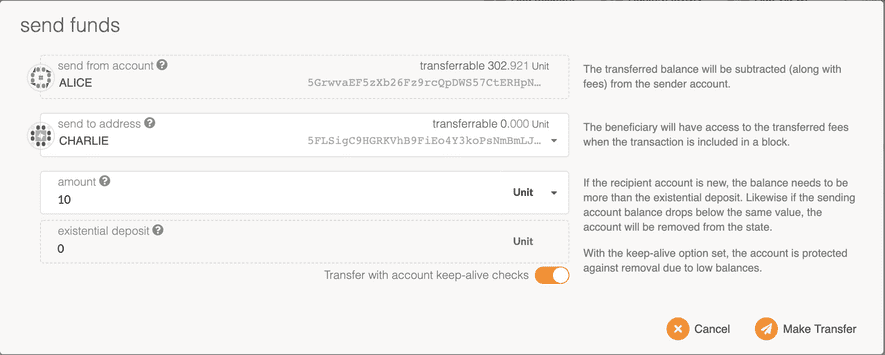 send funds
send from account
transferrable 302.921 Unit
ALICE
5GrwvaEF5zXb26Fz9rcQpDWS57CtERHpN…
The transferred balance will be subtracted (along with
fees) from the sender account.
send to address
transferrable 0.000 Unit
CHARLIE
5FLSigC9HGRKVhB9FiEo4Y3koPsNmBmLJ…
The beneficiary will have access to the transferred fees
when the transaction is included in a block.
amount
10
Unit
If the recipient account is new, the balance needs to be
more than the existential deposit. Likewise if the sending
account balance drops below the same value, the
account will be removed from the state.
existential deposit
0
Unit
With the keep-alive option set, the account is protected
against removal due to low balances.
Transfer with account keep-alive checks
Cancel
Make Transfer